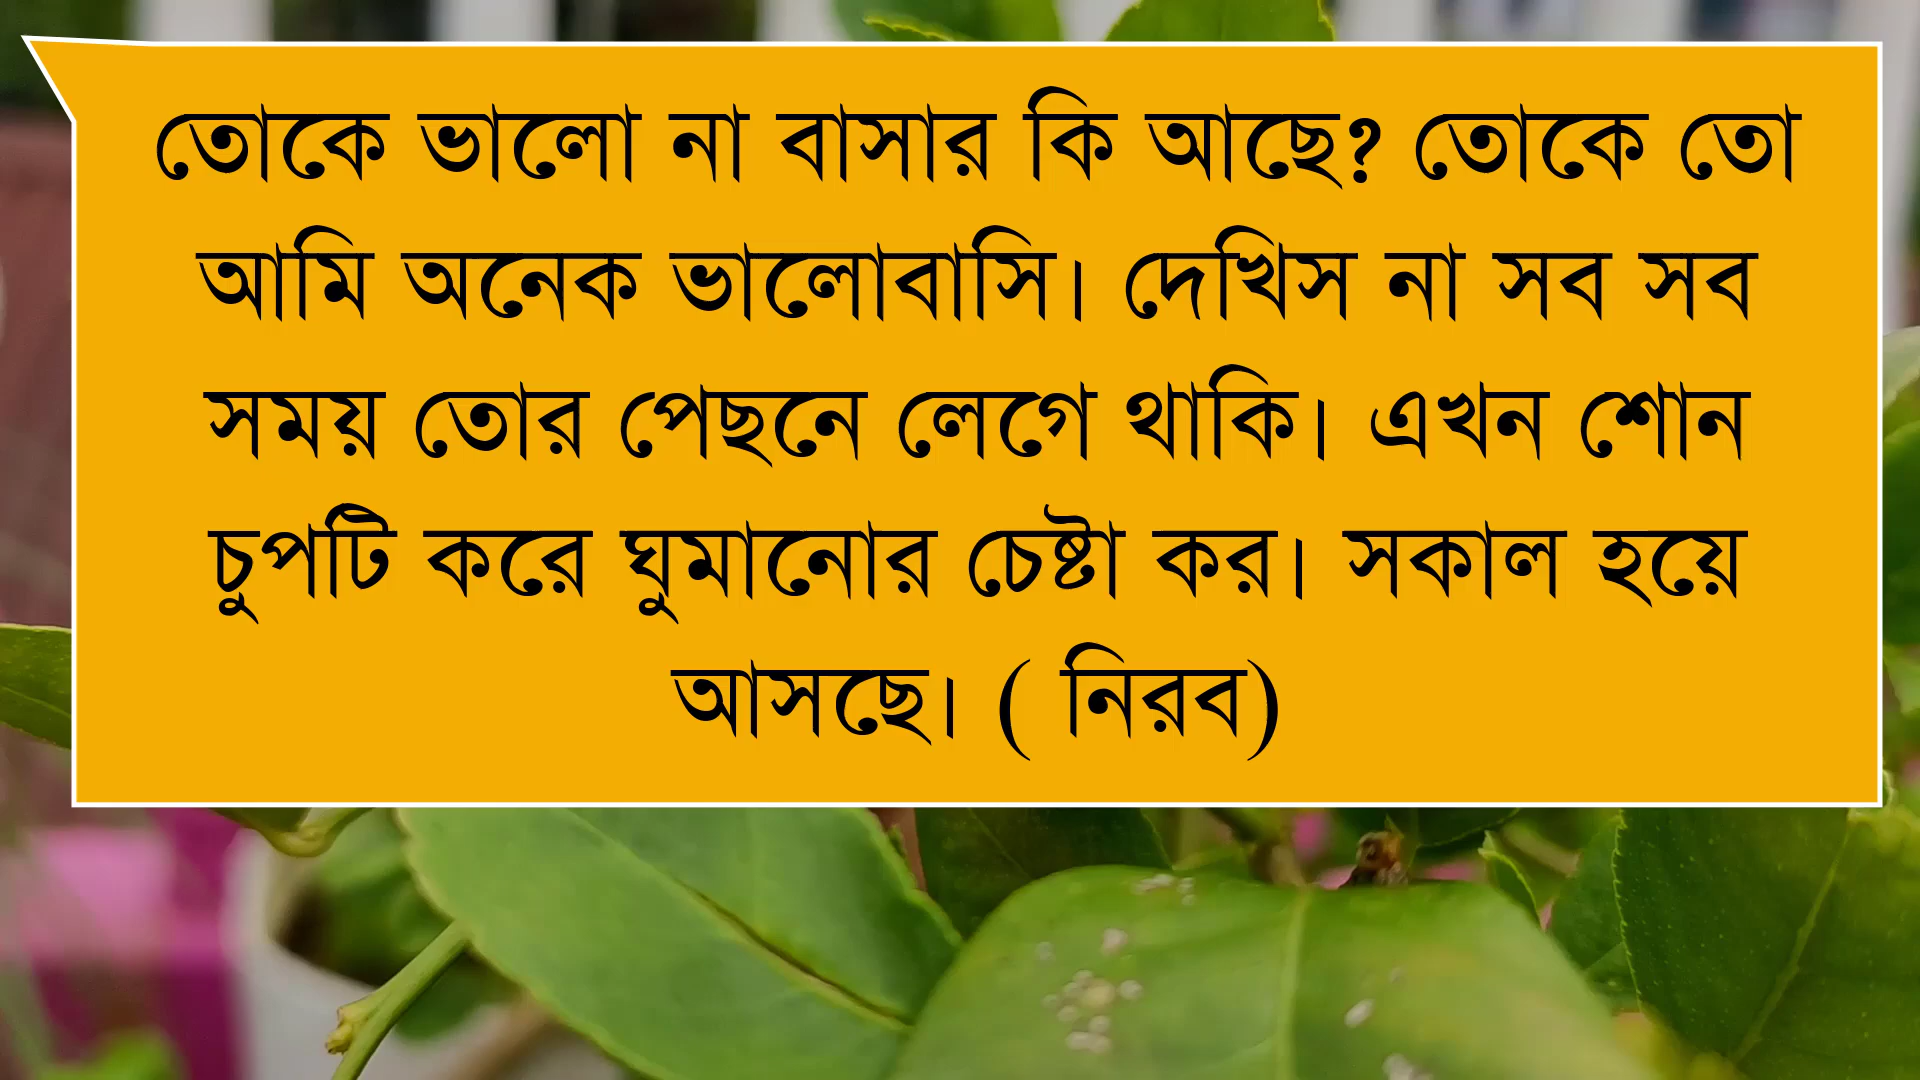 তোকে ভালো না বাসার কি আছে? তোকে তো
আমি অনেক ভালোবাসি। দেখিস না সব সব
সময় তোর পেছনে লেগে থাকি। এখন শোন
চুপটি করে ঘুমানোর চেষ্টা কর। সকাল হয়ে
আসছে। ( নিরব)